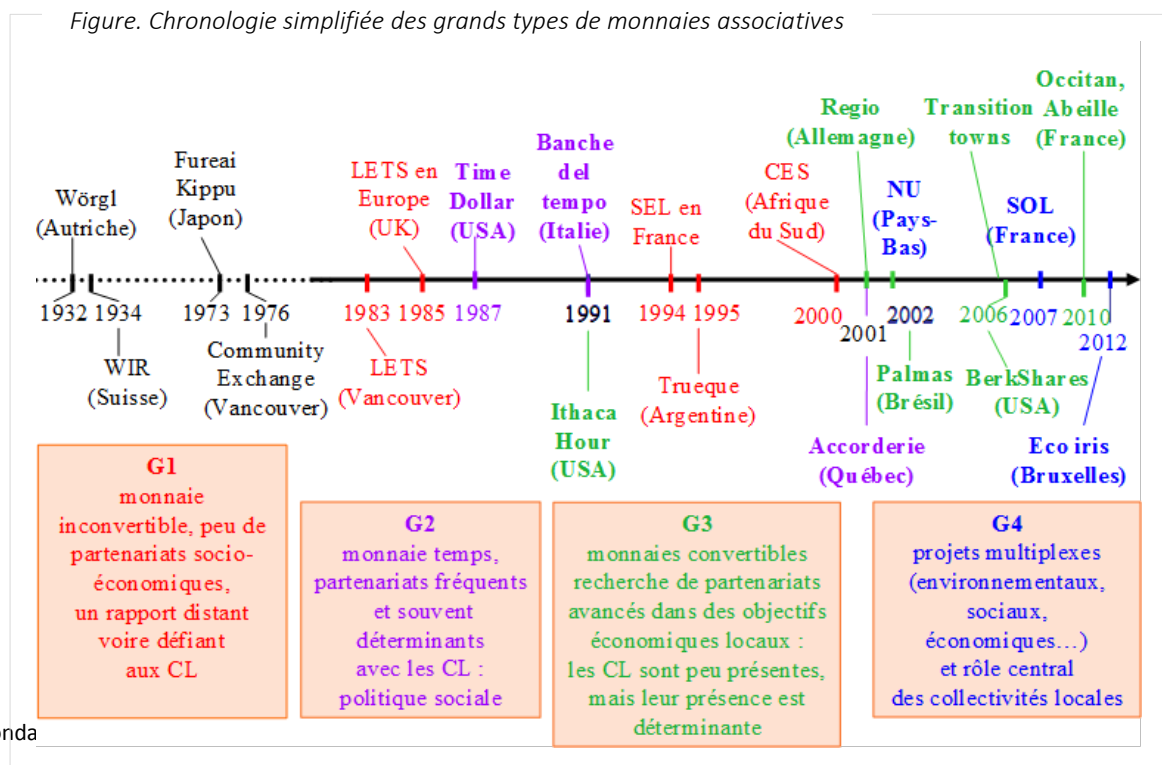 Figure. Chronologie simplifiée des grands types de monnaies associatives
Wörgl
(Autriche)
Fureai
Kippu
(Japon)
LETS en
Europe
(UK)
Time
Dollar
(USA)
Banche
del
tempo
(Italie)
SEL en
France
CES
(Afrique
du Sud)
Regio
(Allemagne)
NU
(Pays-
Bas)
Transition
towns
SOL
(France)
Occitan,
Abeille
(France)
1932 1934 1973 1976 1983 1985 1987 1991 1994 1995 2000 2001 2002 2006 2007 2010 2012
WIR
(Suisse)
Community
Exchange
(Vancouver)
LETS
(Vancouver)
Ithaca
Hour
(USA)
Trueque
(Argentine)
Accorderie
(Québec)
Palmas
(Brésil)
BerkShares
(USA)
Eco iris
(Bruxelles)
G1
monnaie
inconvertible, peu de
partenariats socio-
économiques,
un rapport distant
voire défiant
aux CL
G2
monnaie temps,
partenariats fréquents
et souvent
déterminants
avec les CL :
politique sociale
G3
monnaies convertibles
recherche de partenariats
avancés dans des objectifs
économiques locaux :
les CL sont peu présentes,
mais leur présence est
déterminante
G4
projets multiplexes
(environnementaux,
sociaux,
économiques…)
et rôle central
des collectivités locales